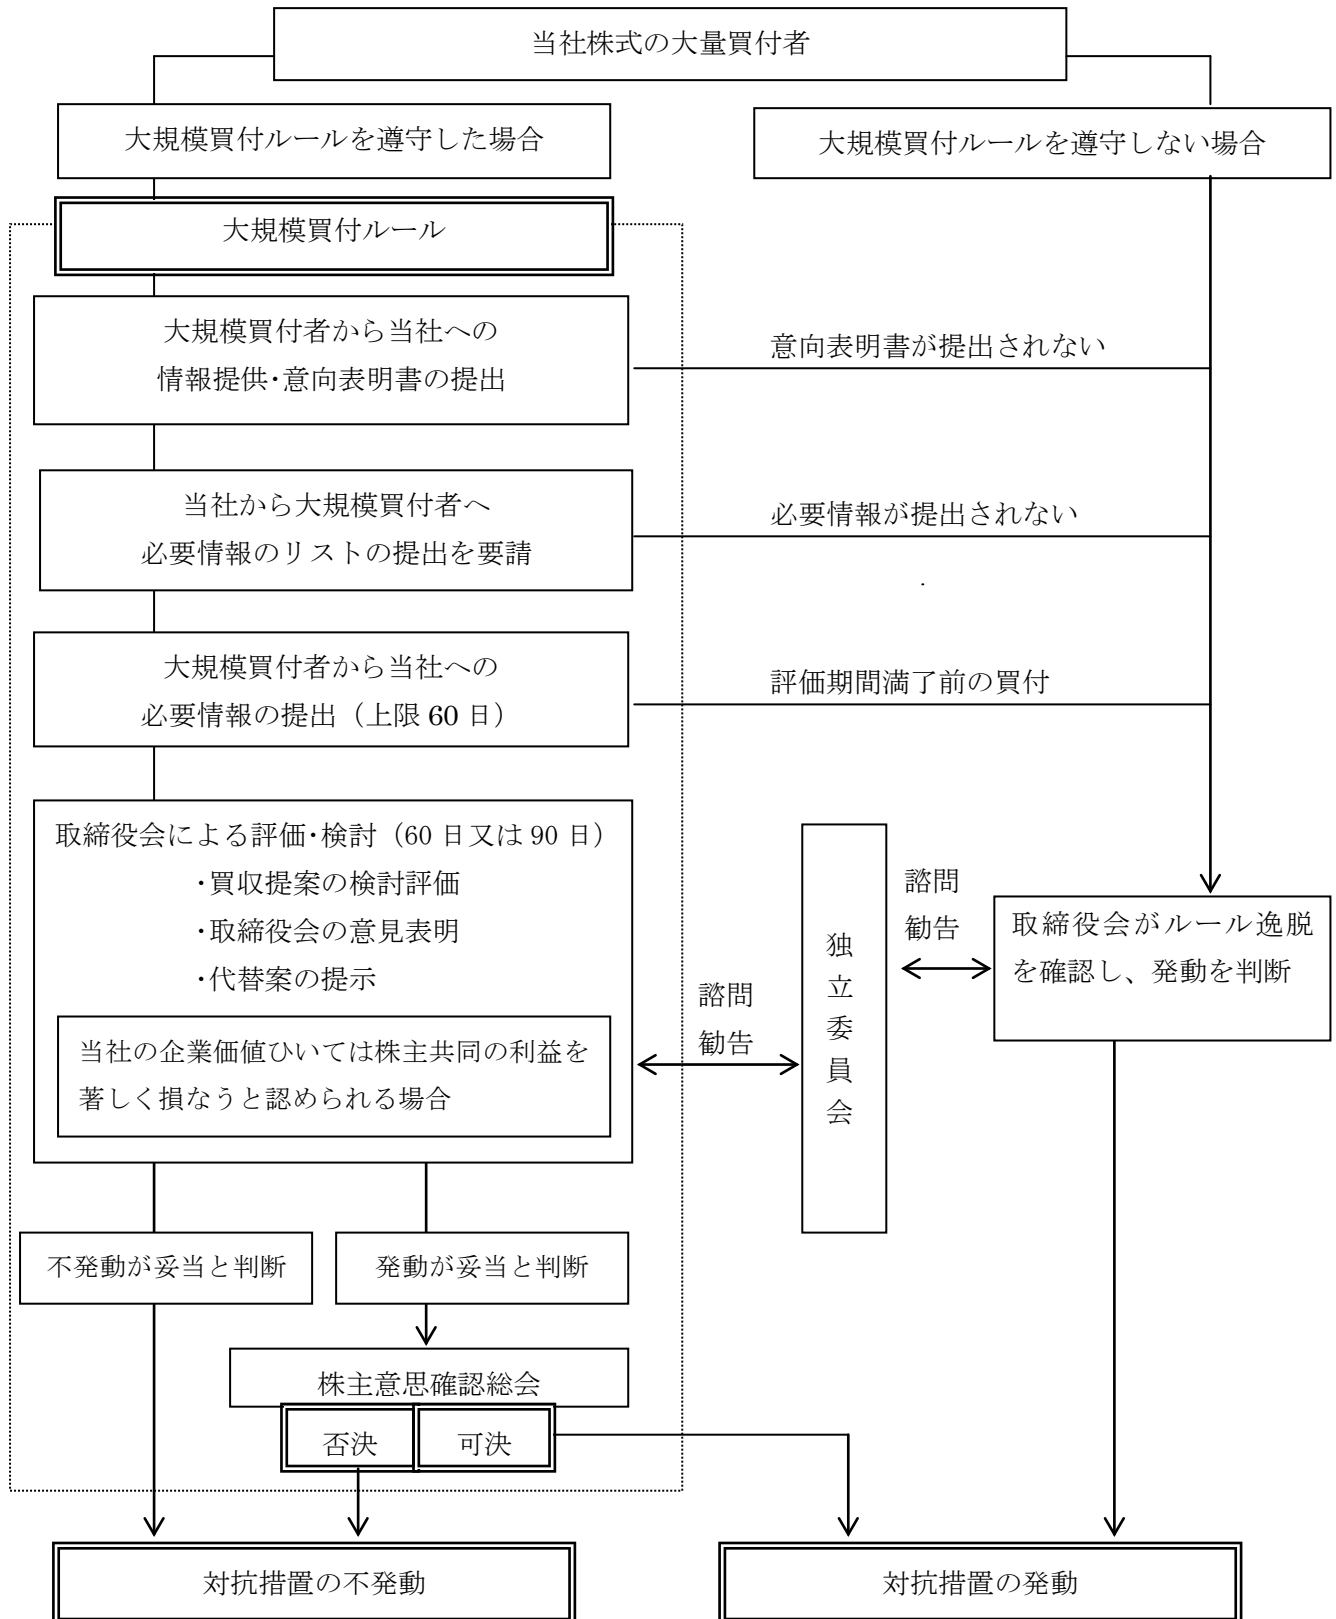 当社株式の大量買付者
大規模買付ルールを遵守した場合
大規模買付ルールを遵守しない場合
大規模買付ルール
大規模買付者から当社への
情報提供・意向表明書の提出
意向表明書が提出されない
当社から大規模買付者へ
必要情報のリストの提出を要請
必要情報が提出されない
大規模買付者から当社への
必要情報の提出（上限 60 日）
評価期間満了前の買付
取締役会による評価・検討（60 日又は 90 日）
・買収提案の検討評価
・取締役会の意見表明
・代替案の提示
当社の企業価値ひいては株主共同の利益を
著しく損なうと認められる場合
諮問
勧告
独立委員会
諮問
勧告
取締役会がルール逸脱
を確認し、発動を判断
不発動が妥当と判断
発動が妥当と判断
株主意思確認総会
否決
可決
対抗措置の不発動
対抗措置の発動